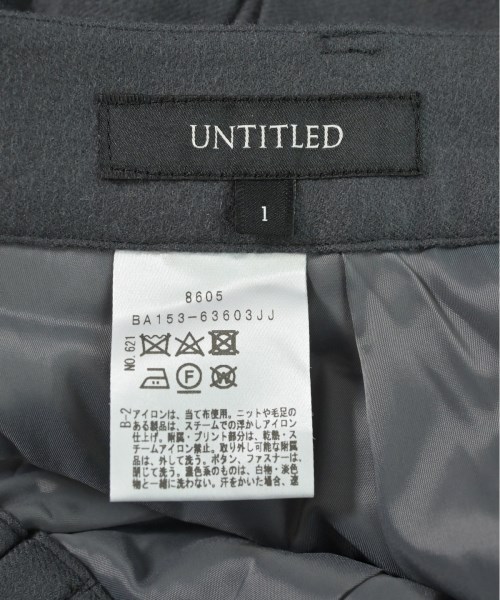 UNTITLED
1
8605
BA153-63603JJ
NO.621
F
W
B-2
アイロンは、当て布使用。ニットや毛足の
ある製品は、スチームでの浮かしアイロン
仕上げ。附属・プリント部分は、乾熱・ス
チームアイロン禁止。取り外し可能な附属
品は、外して洗う。ボタン、ファスナーは、
閉じて洗う。濃色系のものは、白物・淡色
物と一緒に洗わない。汗をかいた場合、速